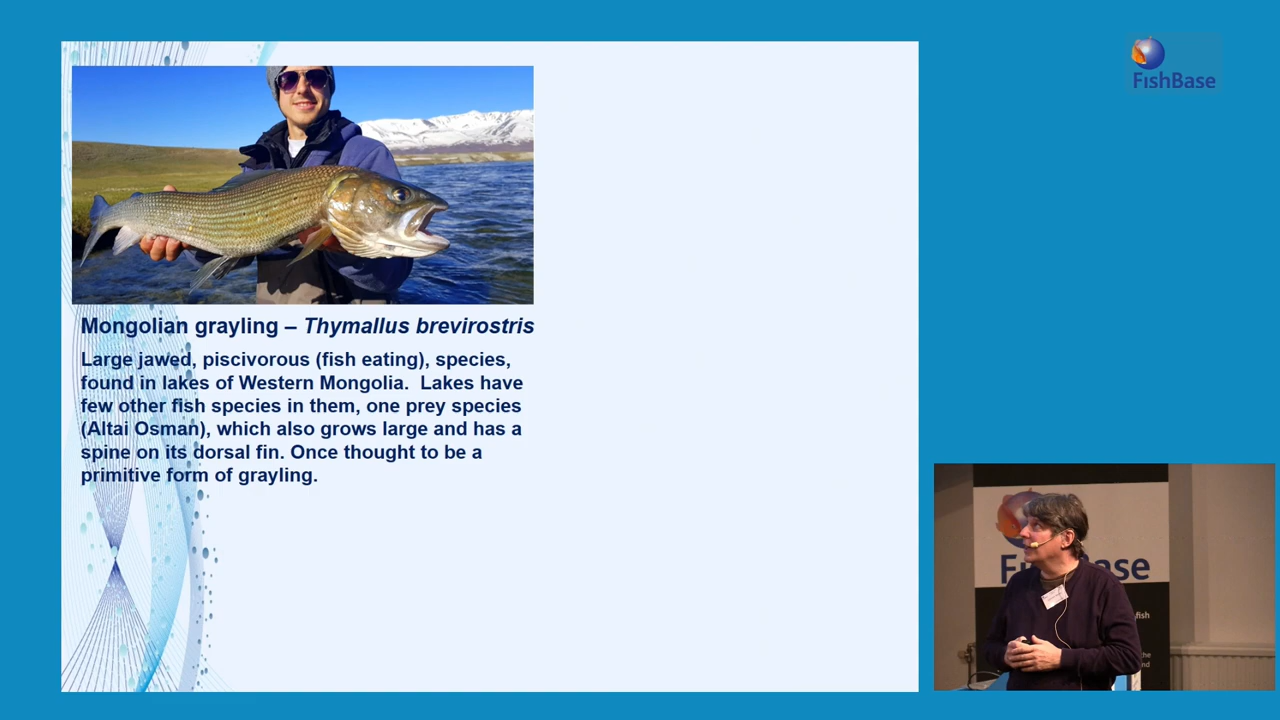 FishBase
Mongolian grayling – Thymallus brevirostris
Large jawed, piscivorous (fish eating), species,
found in lakes of Western Mongolia.  Lakes have
few other fish species in them, one prey species
(Altai Osman), which also grows large and has a
spine on its dorsal fin. Once thought to be a
primitive form of grayling.
fish